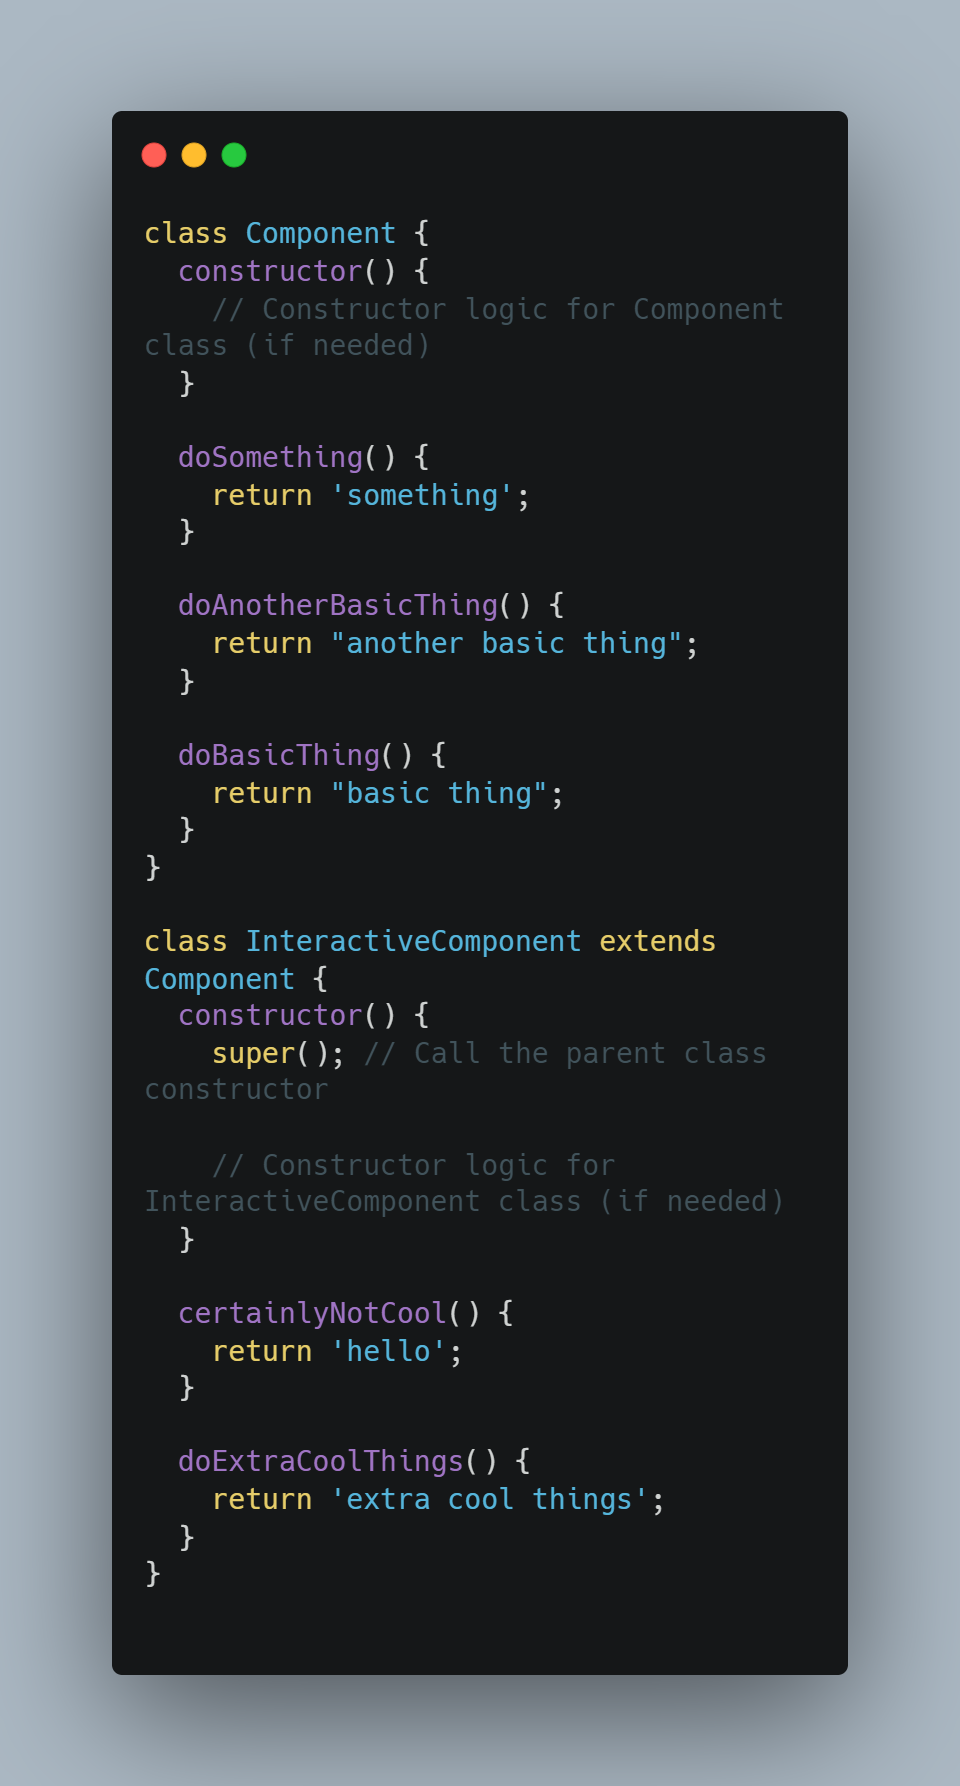 class Component {
  constructor() {
    // Constructor logic for Component
class (if needed)
  }

  doSomething() {
    return 'something';
  }

  doAnotherBasicThing() {
    return "another basic thing";
  }

  doBasicThing() {
    return "basic thing";
  }
}

class InteractiveComponent extends
Component {
  constructor() {
    super(); // Call the parent class
constructor

    // Constructor logic for
InteractiveComponent class (if needed)
  }

  certainlyNotCool() {
    return 'hello';
  }

  doExtraCoolThings() {
    return 'extra cool things';
  }
}